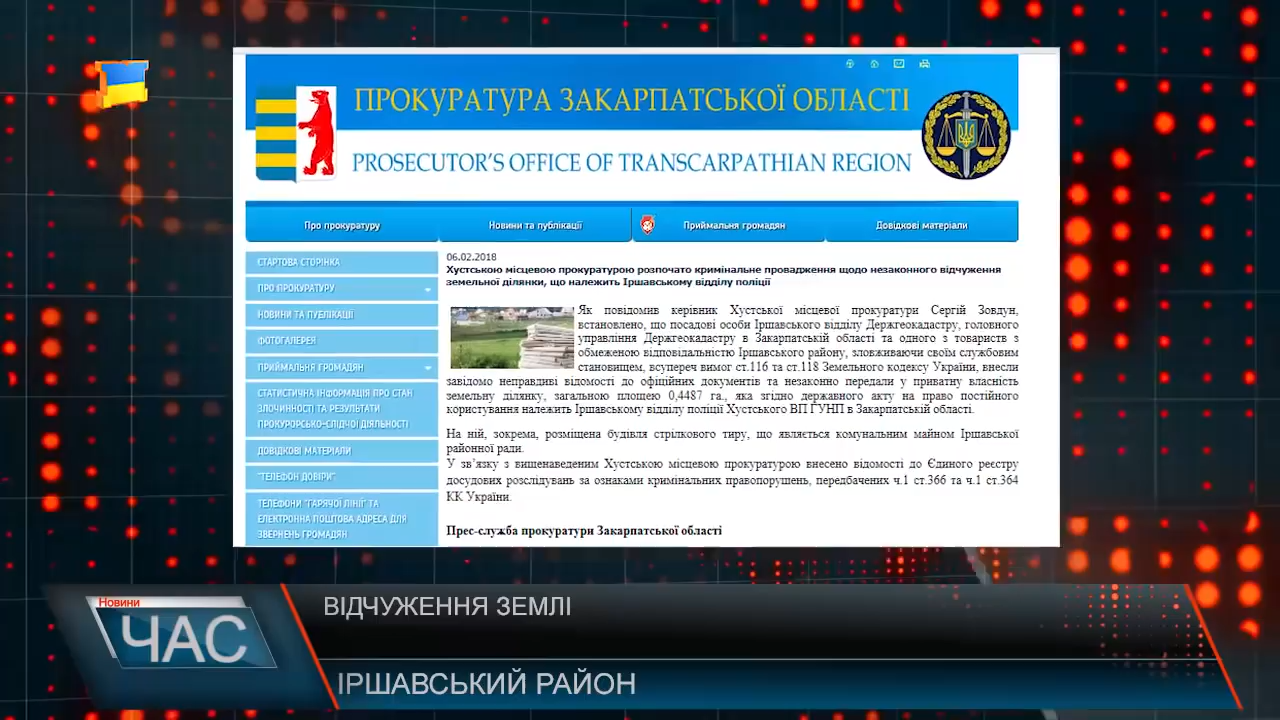 ПРОКУРАТУРА ЗАКАРПАТСЬКОЇ ОБЛАСТІ
PROSECUTOR'S OFFICE OF TRANSCARPATHIAN REGION
Про прокуратуру
Новини та публікації
Приймальня громадян
Довідкові матеріали
СТАРТОВА СТОРІНКА
ПРО ПРОКУРАТУРУ
НОВИНИ ТА ПУБЛІКАЦІЇ
ФОТОГАЛЕРЕЯ
ПРИЙМАЛЬНЯ ГРОМАДЯН
СТАТИСТИЧНА ІНФОРМАЦІЯ ПРО СТАН
ЗЛОЧИННОСТІ ТА РЕЗУЛЬТАТИ
ПРОКУРОРСЬКО-СЛІДЧОЇ ДІЯЛЬНОСТІ
ДОВІДКОВІ МАТЕРІАЛИ
"ТЕЛЕФОН ДОВІРИ"
ТЕЛЕФОНИ "ГАРЯЧОЇ ЛІНІЇ" ТА
ЕЛЕКТРОННА ПОШТОВА АДРЕСА ДЛЯ
ЗВЕРНЕНЬ ГРОМАДЯН
06.02.2018
Хустською місцевою прокуратурою розпочато кримінальне провадження щодо незаконного відчуження
земельної ділянки, що належить Іршавському відділу поліції
Як повідомив керівник Хустської місцевої прокуратури Сергій Зовдун,
встановлено, що посадові особи Іршавського відділу Держгеокадастру, головного
управління Держгеокадастру в Закарпатській області та одного з товариств з
обмеженою відповідальністю Іршавського району, зловживаючи своїм службовим
становищем, всупереч вимог ст.116 та ст.118 Земельного кодексу України, внесли
завідомо неправдиві відомості до офіційних документів та незаконно передали у приватну власність
земельну ділянку, загальною площею 0,4487 га., яка згідно державного акту на право постійного
користування належить Іршавському відділу поліції Хустського ВП ГУНП в Закарпатській області.
На ній, зокрема, розміщена будівля стрілкового тиру, що являється комунальним майном Іршавської
районної ради.
У зв'язку з вищенаведеним Хустською місцевою прокуратурою внесено відомості до Єдиного реєстру
досудових розслідувань за ознаками кримінальних правопорушень, передбачених ч.1 ст.366 та ч.1 ст.364
КК України.
Прес-служба прокуратури Закарпатської області
Новини
ЧАС
ВІДЧУЖЕННЯ ЗЕМЛІ
ІРШАВСЬКИЙ РАЙОН